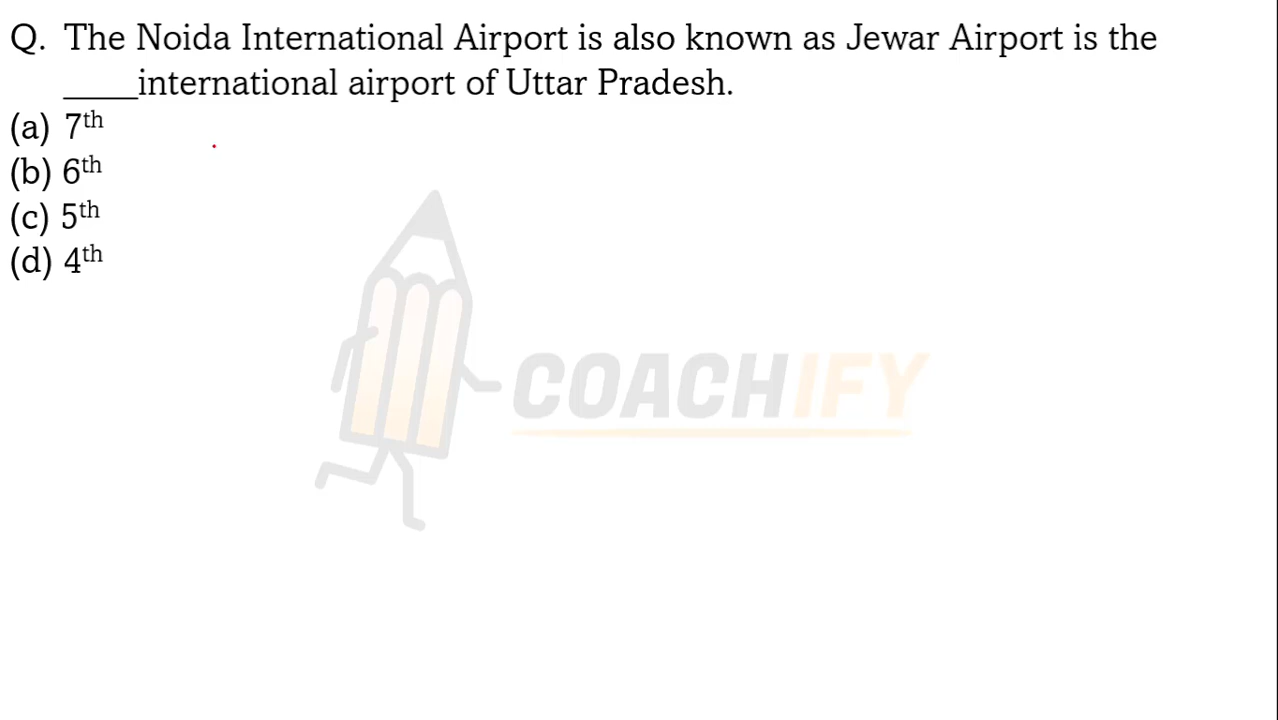 Q. The Noida International Airport is also known as Jewar Airport is the
____international airport of Uttar Pradesh.
(a) 7th
(b) 6th
(c) 5th
(d) 4th
COACHIFY